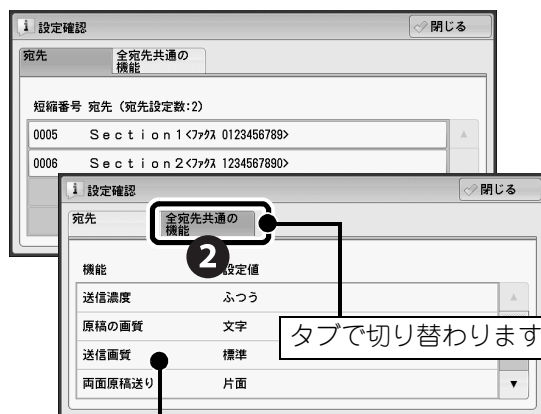 設定確認
閉じる
宛先
全宛先共通の
機能
短縮番号 宛先（宛先設定数:2）
0005 Section1<ﾌｧｸｽ 0123456789>
0006 Section2<ﾌｧｸｽ 1234567890>
設定確認
閉じる
宛先
全宛先共通の
機能
2
機能 設定値
送信濃度 ふつう
原稿の画質 文字
タブで切り替わります
送信画質 標準
両面原稿送り 片面